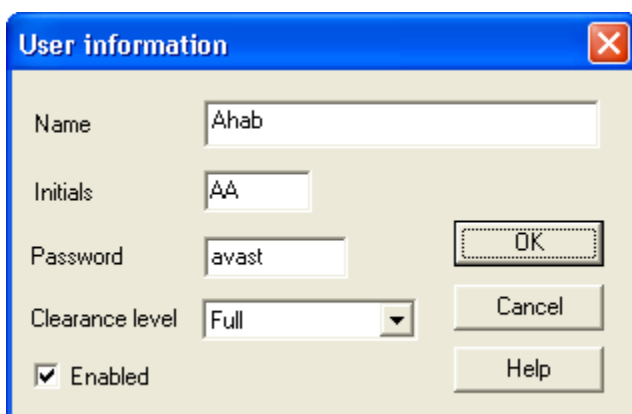 User information
Name Ahab
Initials AA
Password avast
OK
Clearance level Full
Cancel
Enabled
Help